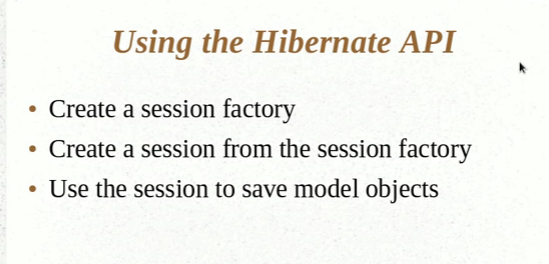 Using the Hibernate API
• Create a session factory
• Create a session from the session factory
• Use the session to save model objects